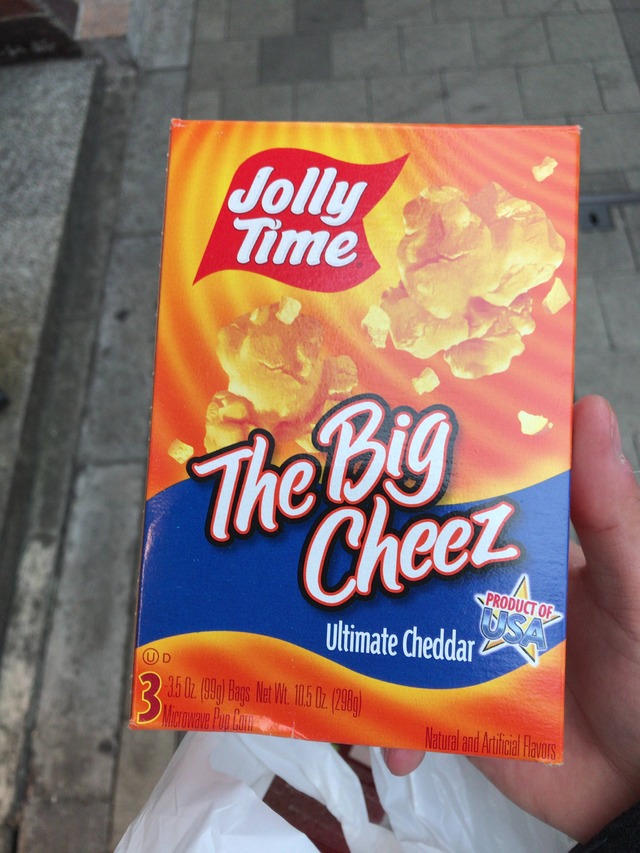 Jolly
Time
The Big
Cheez
Ultimate Cheddar
PRODUCT OF
USA
U D
3 3.5 Oz. (99g) Bags Net Wt. 10.5 Oz. (298g)
Microwave Pop Corn
Natural and Artificial Flavors